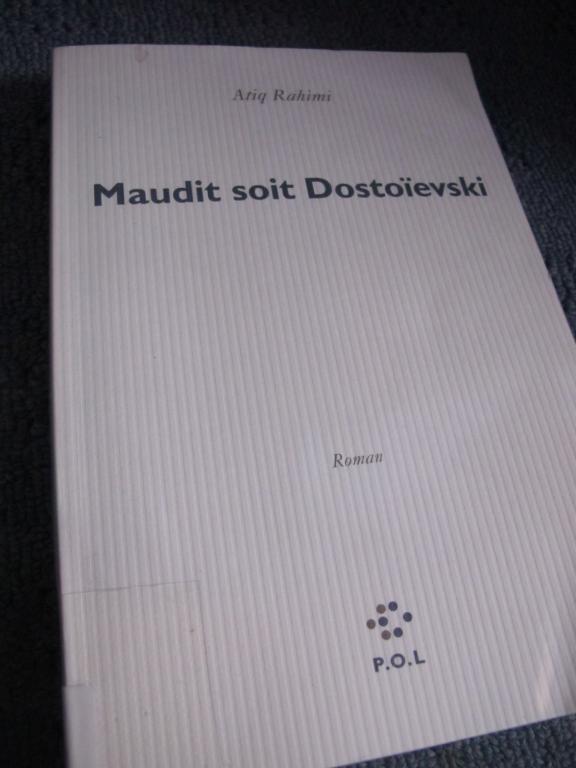 Atiq Rahimi
Maudit soit Dostoïevski
Roman
P.O.L